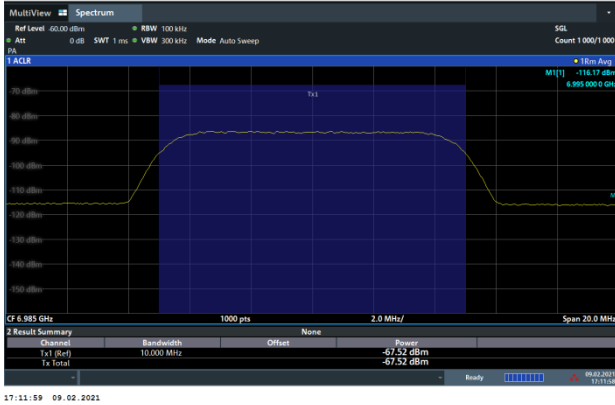 MultiView Spectrum
Ref Level -60.00 dBm RBW 100 kHz SGL
Att 0 dB SWT 1 ms VBW 300 kHz Mode Auto Sweep Count 1 000/1 000
PA
1 ACLR 1Rm Avg
M1[1] -116.17 dBm
6.995 000 0 GHz
Tx1
-70 dBm
-80 dBm
-90 dBm
-100 dBm
-110 dBm
M
-120 dBm
-130 dBm
-140 dBm
-150 dBm
CF 6.985 GHz 1000 pts 2.0 MHz/ Span 20.0 MHz
2 Result Summary None
Channel Bandwidth Offset Power
Tx1 (Ref) 10.000 MHz -67.52 dBm
Tx Total -67.52 dBm
Ready 09.02.2021
17:11:58
17:11:59 09.02.2021